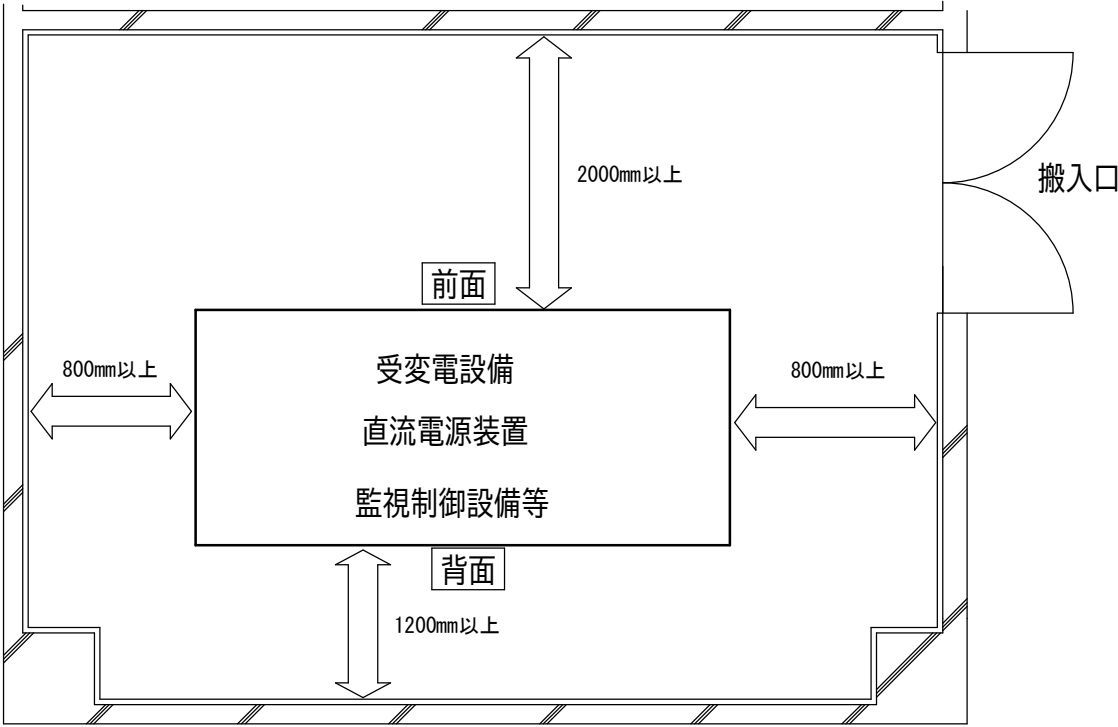 2000mm以上
搬入口
前面
800mm以上
受変電設備
800mm以上
直流電源装置
監視制御設備等
背面
1200mm以上